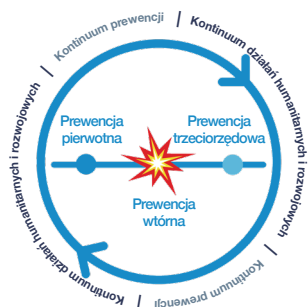 Kontinuum prewencji
Kontinuum działań humanitarnych i rozwojowych
Prewencja
pierwotna
Prewencja
trzeciorzędowa
Prewencja
wtórna
Kontinuum prewencji
Kontinuum działań humanitarnych i rozwojowych